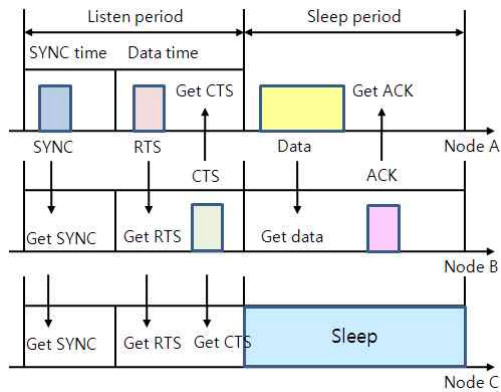 Listen period Sleep period
SYNC time Data time
Get CTS Get ACK
SYNC RTS Data Node A
CTS ACK
Get SYNC Get RTS Get data
Node B
Get SYNC Get RTS Get CTS Sleep
Node C